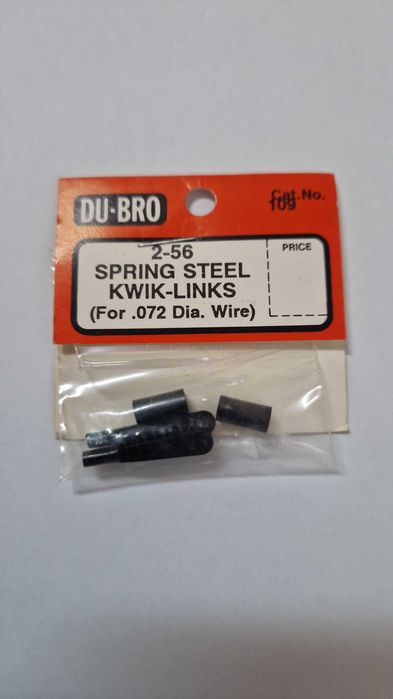 DU-BRO
Cat. No.
109
2-56
SPRING STEEL
KWIK-LINKS
(For .072 Dia. Wire)
PRICE